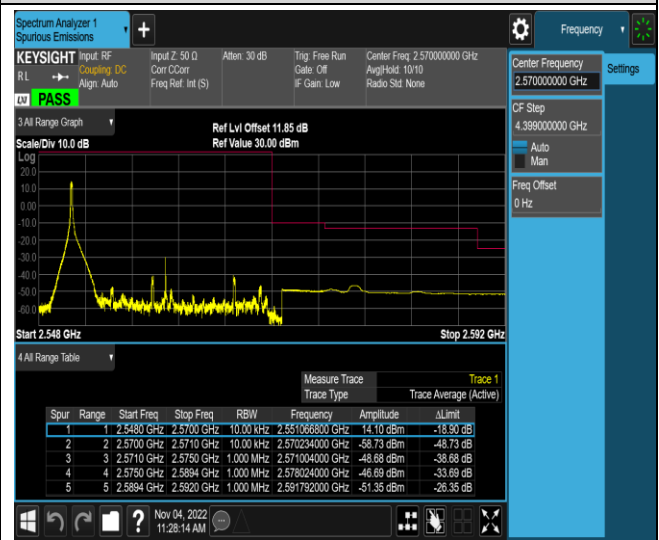 Spectrum Analyzer 1
Spurious Emissions
Frequency
KEYSIGHT
R L
Input: RF
Coupling: DC
Align: Auto
Input Z: 50 Ω
Corr CCorr
Freq Ref: Int (S)
Atten: 30 dB
Trig: Free Run
Gate: Off
IF Gain: Low
Center Freq: 2.570000000 GHz
Avg|Hold: 10/10
Radio Std: None
LXI PASS
3 All Range Graph
Scale/Div 10.0 dB
Ref Lvl Offset 11.85 dB
Ref Value 30.00 dBm
Log
20.0
10.0
0.00
-10.0
-20.0
-30.0
-40.0
-50.0
-60.0
Start 2.548 GHz
Stop 2.592 GHz
4 All Range Table
Measure Trace Trace 1
Trace Type Trace Average (Active)
Spur Range Start Freq Stop Freq RBW Frequency Amplitude ΔLimit
1 1 2.5480 GHz 2.5700 GHz 10.00 kHz 2.551066800 GHz 14.10 dBm -18.90 dB
2 2 2.5700 GHz 2.5710 GHz 10.00 kHz 2.570234000 GHz -58.73 dBm -48.73 dB
3 3 2.5710 GHz 2.5750 GHz 1.000 MHz 2.571004000 GHz -48.68 dBm -38.68 dB
4 4 2.5750 GHz 2.5894 GHz 1.000 MHz 2.578024000 GHz -46.69 dBm -33.69 dB
5 5 2.5894 GHz 2.5920 GHz 1.000 MHz 2.591792000 GHz -51.35 dBm -26.35 dB
Nov 04, 2022
11:28:14 AM
Center Frequency
2.570000000 GHz
Settings
CF Step
4.399000000 GHz
Auto
Man
Freq Offset
0 Hz